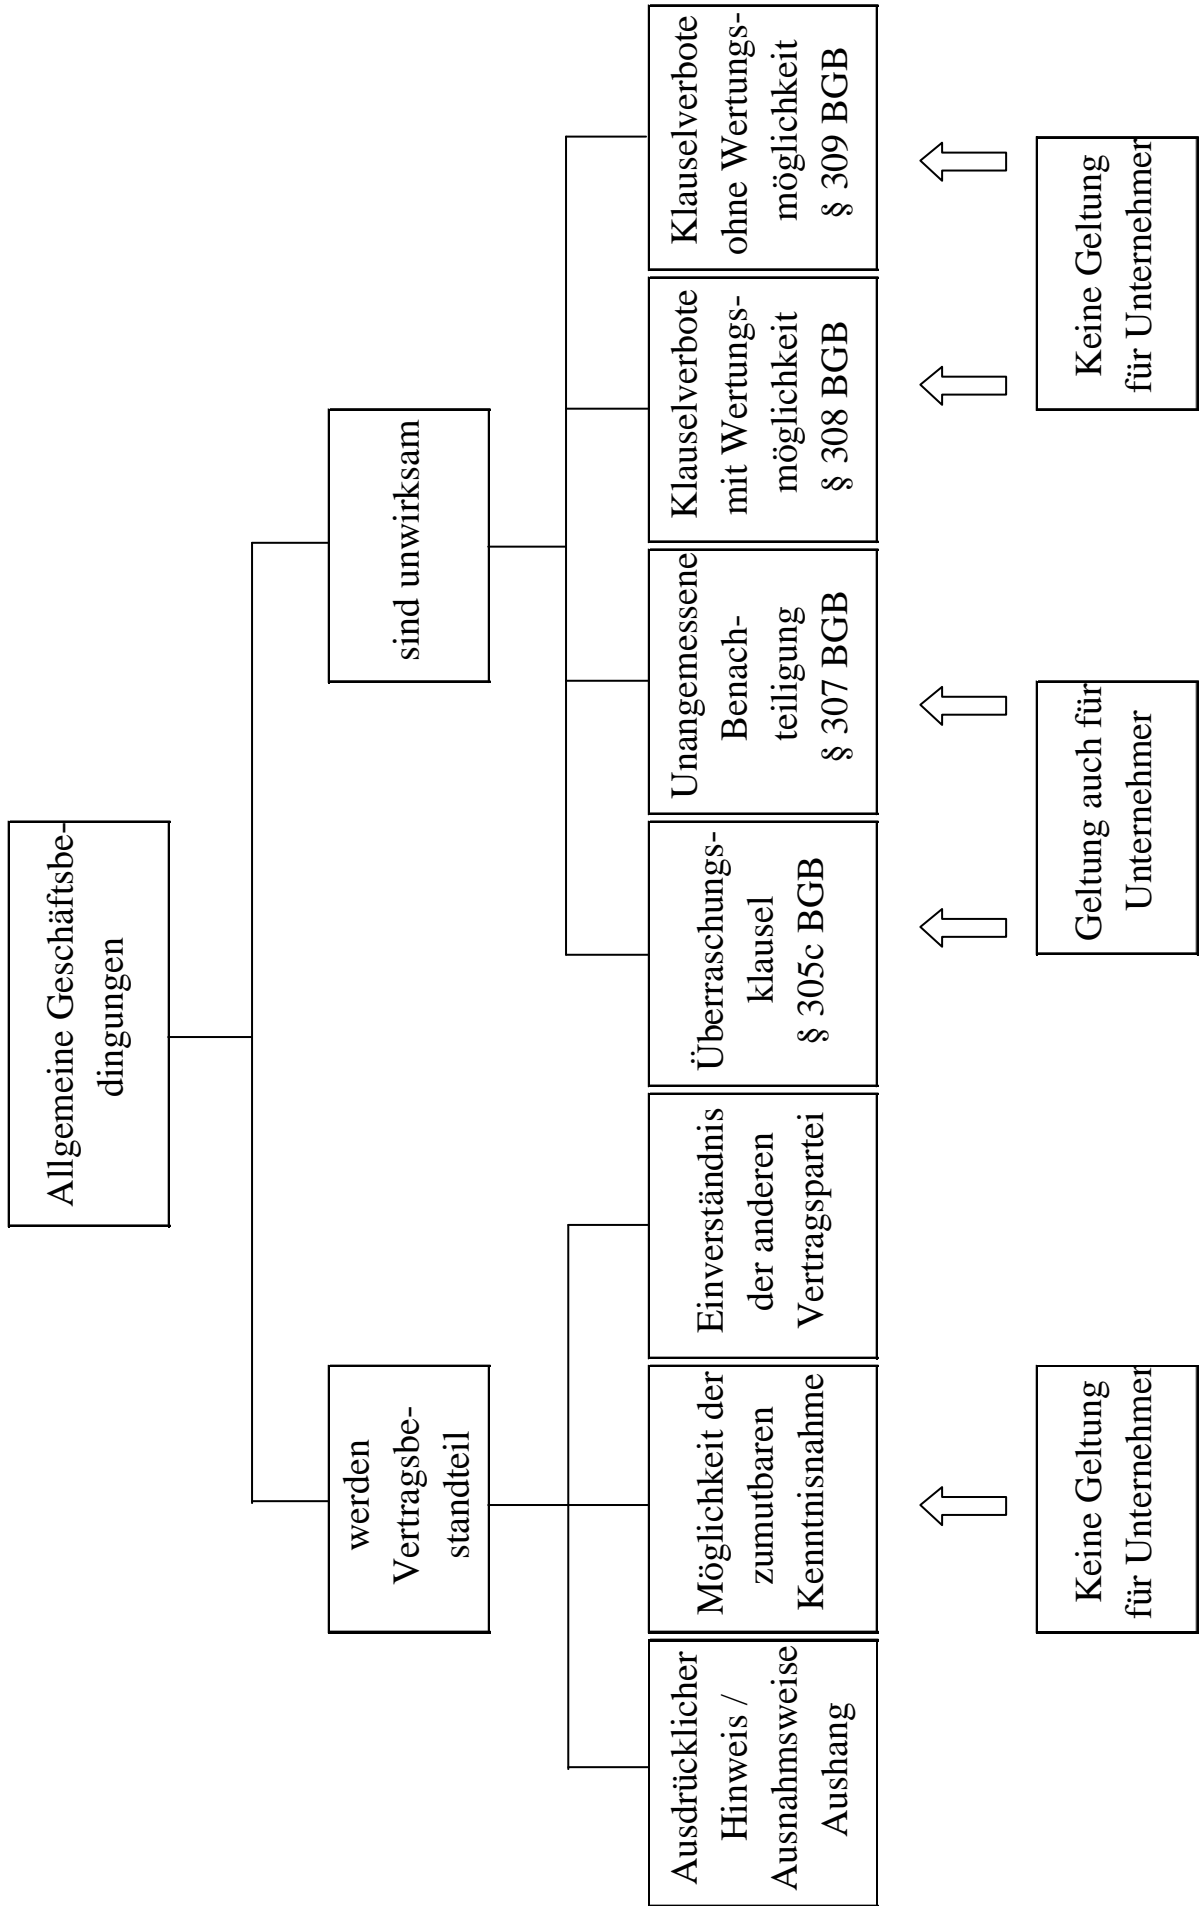 Allgemeine Geschäftsbe-
dingungen
werden
Vertragsbe-
standteil
sind unwirksam
Ausdrücklicher
Hinweis /
Ausnahmsweise
Aushang
Möglichkeit der
zumutbaren
Kenntnisnahme
Einverständnis
der anderen
Vertragspartei
Überraschungs-
klausel
§ 305c BGB
Unangemessene
Benach-
teiligung
§ 307 BGB
Klauselverbote
mit Wertungs-
möglichkeit
§ 308 BGB
Klauselverbote
ohne Wertungs-
möglichkeit
§ 309 BGB
Keine Geltung
für Unternehmer
Geltung auch für
Unternehmer
Keine Geltung
für Unternehmer